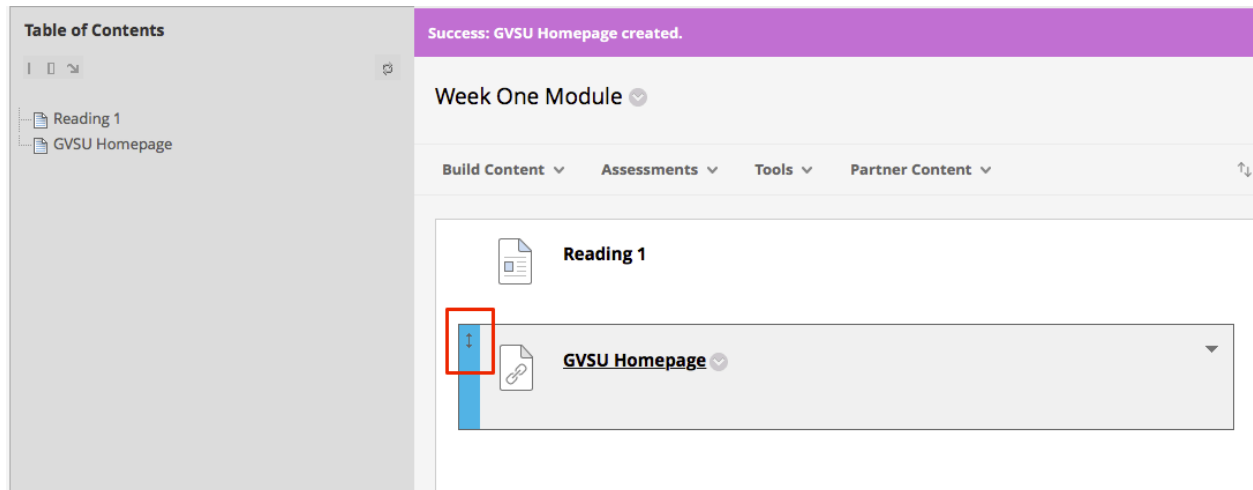 Table of Contents
Reading 1
GVSU Homepage
Success: GVSU Homepage created.
Week One Module
Build Content Assessments Tools Partner Content
Reading 1
GVSU Homepage